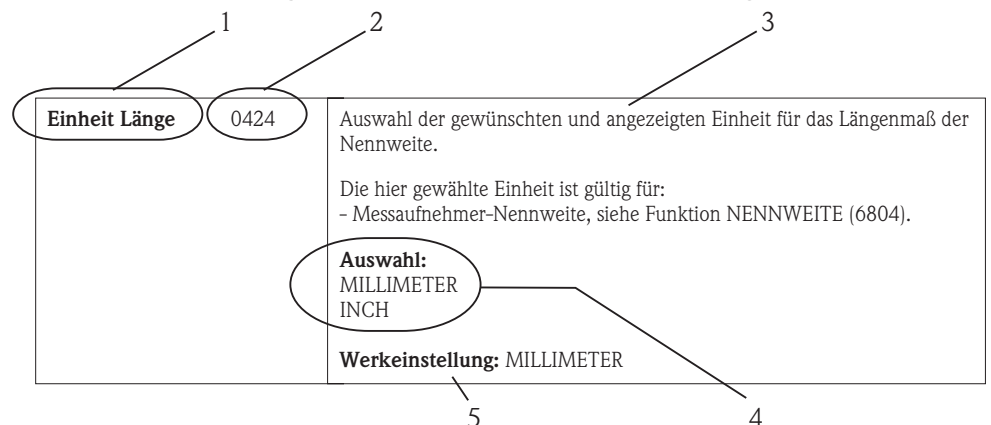 1 2 3
Einheit Länge 0424 Auswahl der gewünschten und angezeigten Einheit für das Längenmaß der
Nennweite.
Die hier gewählte Einheit ist gültig für:
- Messaufnehmer-Nennweite, siehe Funktion NENNWEITE (6804).
Auswahl:
MILLIMETER
INCH
Werkeinstellung: MILLIMETER
5 4